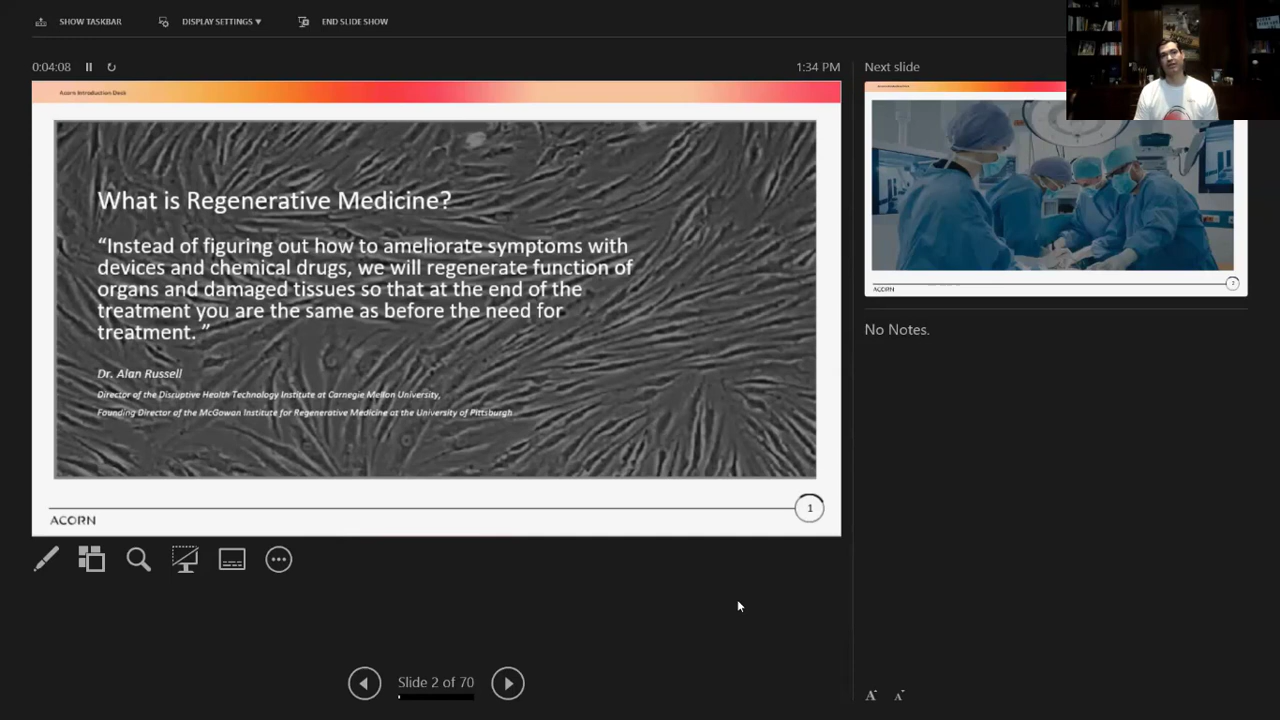 SHOW TASKBAR
DISPLAY SETTINGS ▼
END SLIDE SHOW
0:04:08
1:34 PM
Next slide
Acorn Introduction Deck
What is Regenerative Medicine?
“Instead of figuring out how to ameliorate symptoms with
devices and chemical drugs, we will regenerate function of
organs and damaged tissues so that at the end of the
treatment you are the same as before the need for
treatment. ”
Dr. Alan Russell
Director of the Disruptive Health Technology Institute at Carnegie Mellon University,
Founding Director of the McGowan Institute for Regenerative Medicine at the University of Pittsburgh
ACORN
1
ACORN
2
No Notes.
Slide 2 of 70
A
A